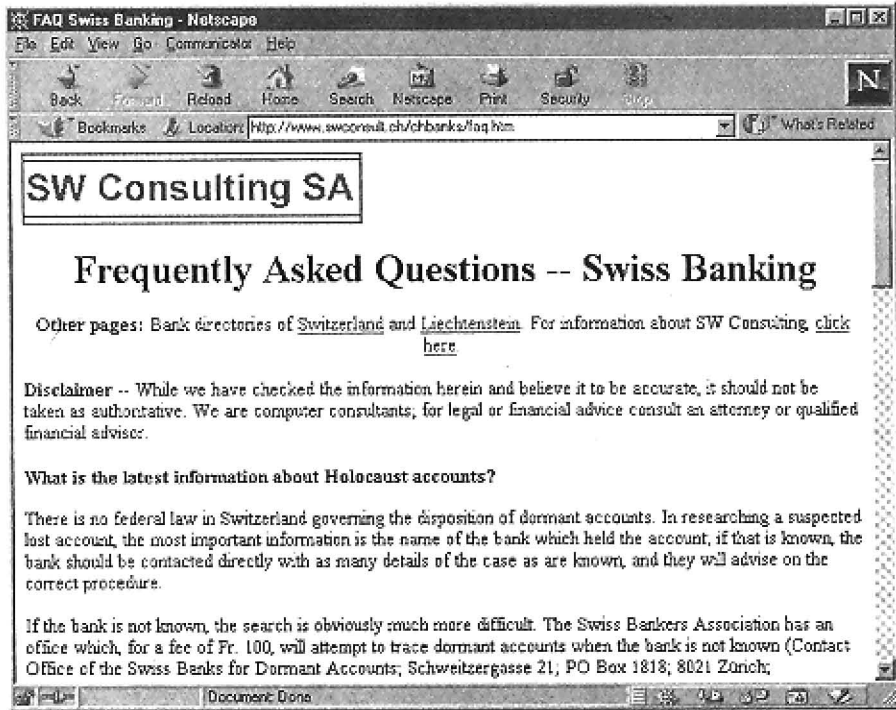 FAQ Swiss Banking - Netscape
File Edit View Go Communicator Help
Back Forward Reload Home Search Netscape Print Security Stop
N
Bookmarks Location: http://www.swconsult.ch/chbanks/faq.htm What's Related
SW Consulting SA
Frequently Asked Questions -- Swiss Banking
Other pages: Bank directories of Switzerland and Liechtenstein. For information about SW Consulting, click
here.
Disclaimer -- While we have checked the information herein and believe it to be accurate, it should not be
taken as authoritative. We are computer consultants; for legal or financial advice consult an attorney or qualified
financial advisor.
What is the latest information about Holocaust accounts?
There is no federal law in Switzerland governing the disposition of dormant accounts. In researching a suspected
lost account, the most important information is the name of the bank which held the account; if that is known, the
bank should be contacted directly with as many details of the case as are known, and they will advise on the
correct procedure.
If the bank is not known, the search is obviously much more difficult. The Swiss Bankers Association has an
office which, for a fee of Fr. 100, will attempt to trace dormant accounts when the bank is not known (Contact
Office of the Swiss Banks for Dormant Accounts; Schweitzergasse 21; PO Box 1818; 8021 Zürich;
Document: Done